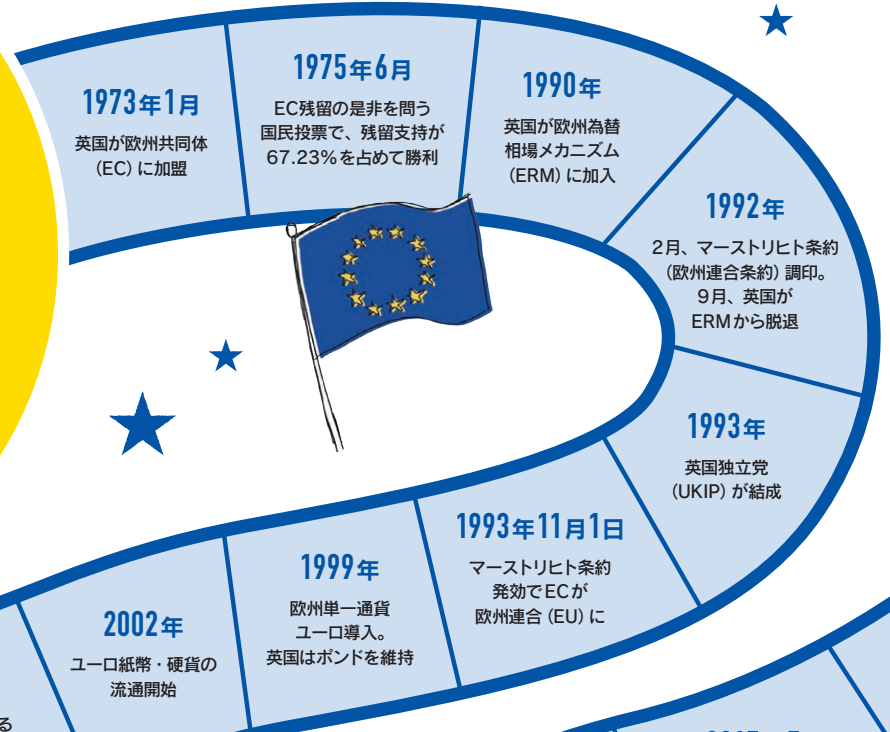 1973年1月
英国が欧州共同体
（EC）に加盟
1975年6月
EC残留の是非を問う
国民投票で、残留支持が
67.23%を占めて勝利
1990年
英国が欧州為替
相場メカニズム
（ERM）に加入
1992年
2月、マーストリヒト条約
（欧州連合条約）調印。
9月、英国が
ERMから脱退
1993年
英国独立党
（UKIP）が結成
1993年11月1日
マーストリヒト条約
発効でECが
欧州連合（EU）に
1999年
欧州単一通貨
ユーロ導入。
英国はポンドを維持
2002年
ユーロ紙幣・硬貨の
流通開始
る